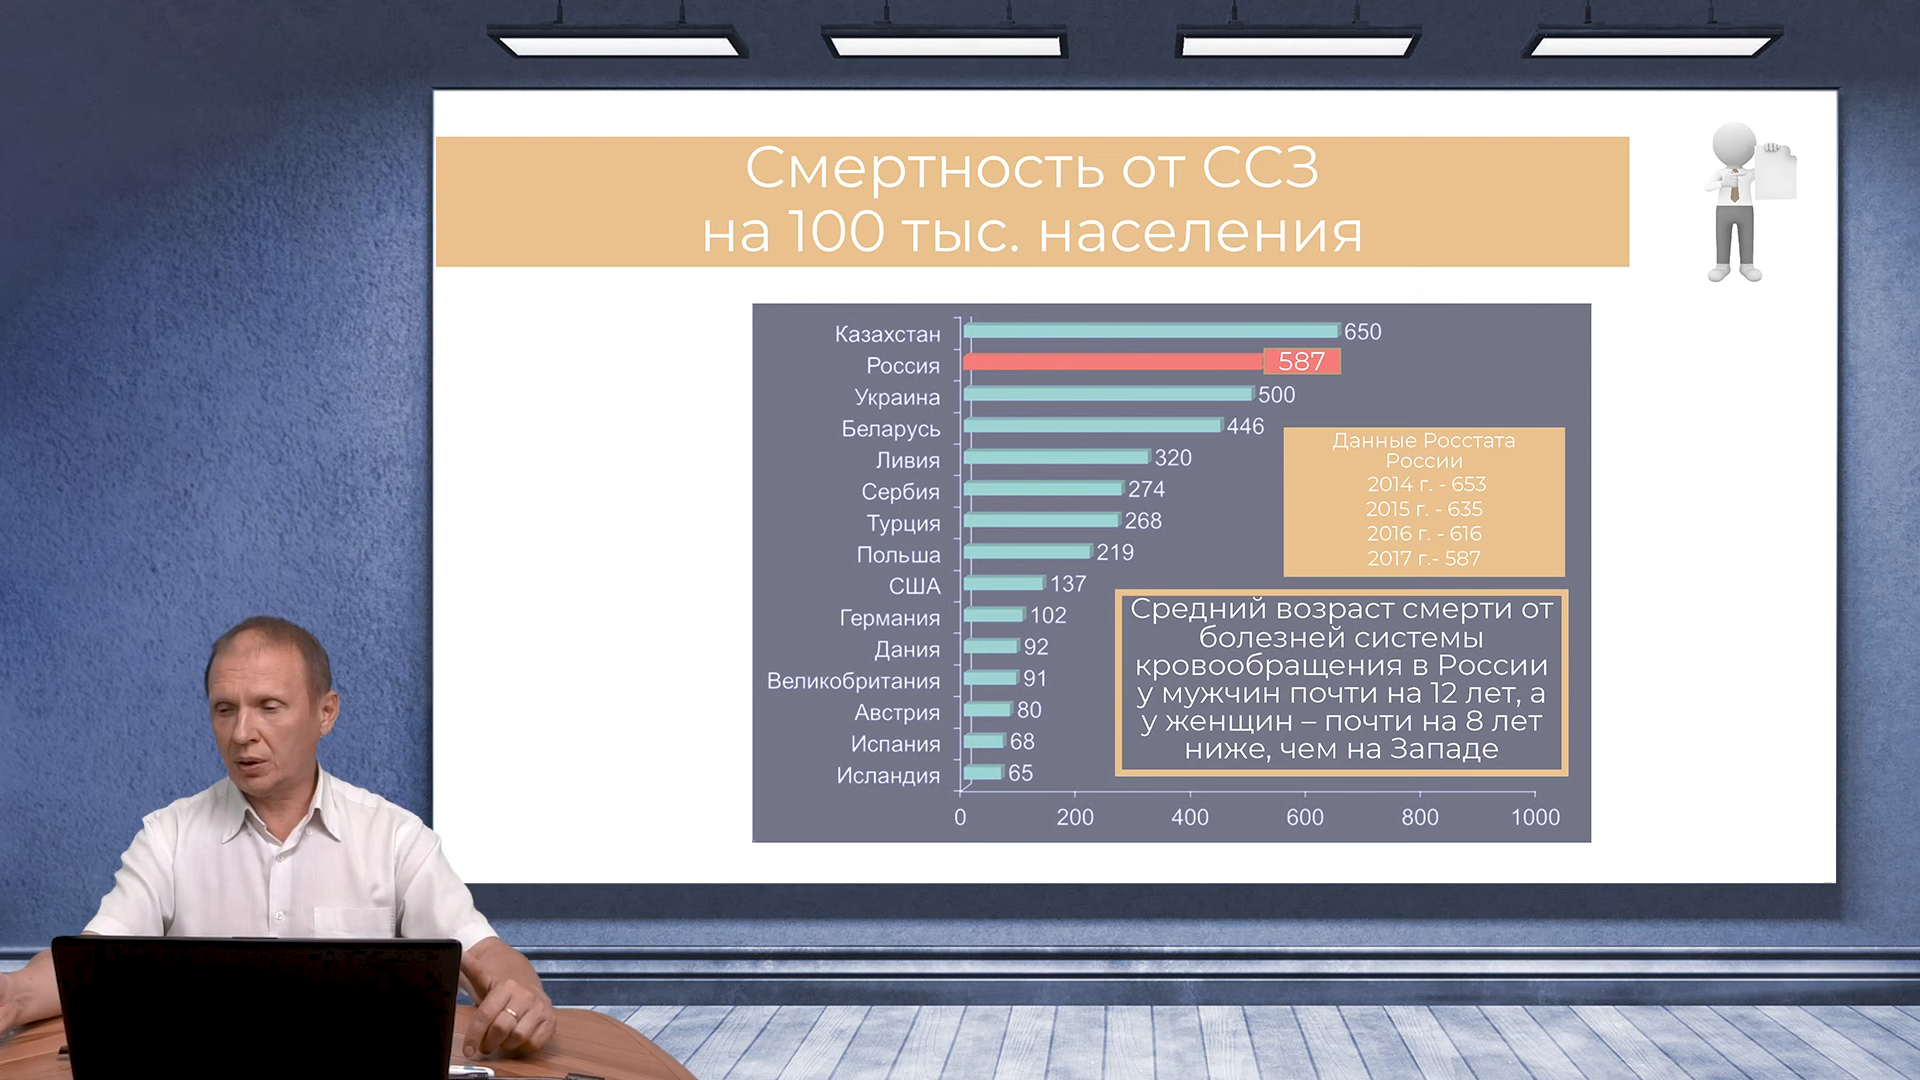 Смертность от ССЗ
на 100 тыс. населения
Казахстан 650
Россия 587
Украина 500
Беларусь 446
Ливия 320
Сербия 274
Турция 268
Польша 219
США 137
Германия 102
Дания 92
Великобритания 91
Австрия 80
Испания 68
Исландия 65
0 200 400 600 800 1000
Данные Росстата
России
2014 г. - 653
2015 г. - 635
2016 г. - 616
2017 г.- 587
Средний возраст смерти от
болезней системы
кровообращения в России
у мужчин почти на 12 лет, а
у женщин – почти на 8 лет
ниже, чем на Западе